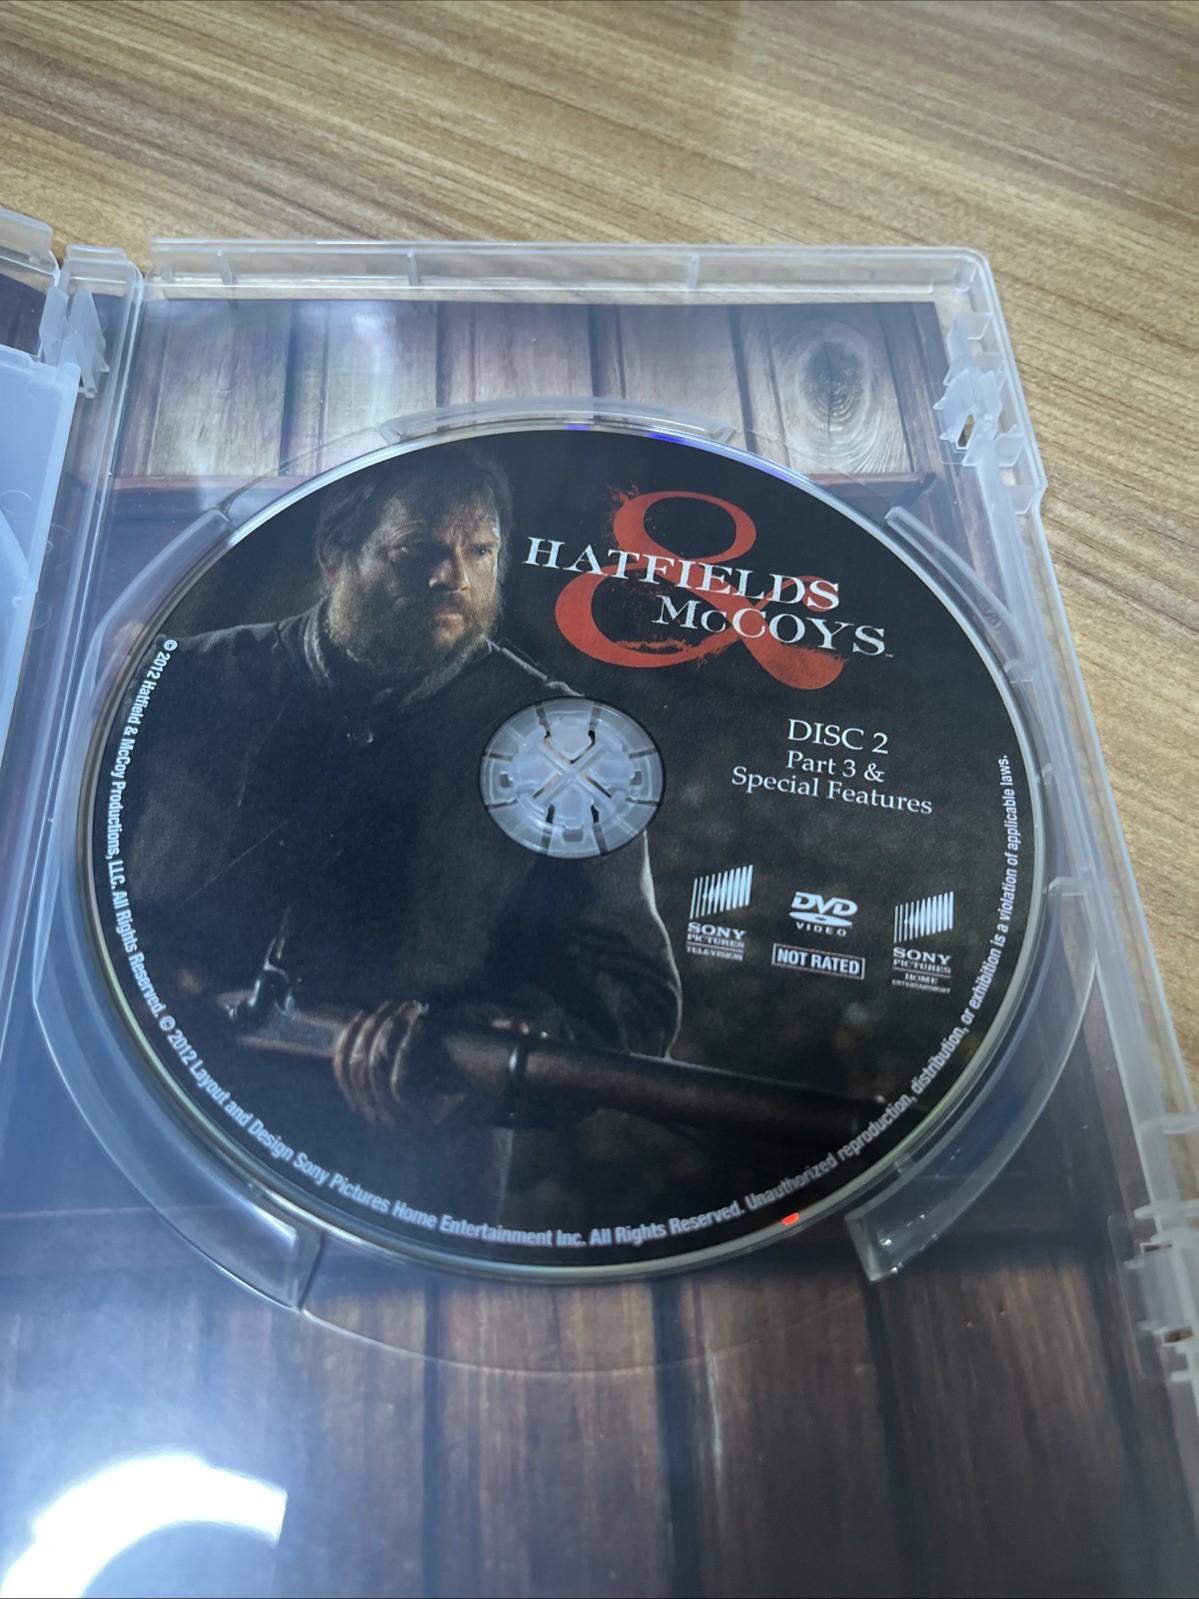 HATFIELDS
&
McCOYS™
DISC 2
Part 3 &
Special Features
SONY
PICTURES
TELEVISION
DVD
VIDEO
NOT RATED
SONY
PICTURES
HOME
ENTERTAINMENT
© 2012 Hatfield & McCoy Productions, LLC. All Rights Reserved. © 2012 Layout and Design Sony Pictures Home Entertainment Inc. All Rights Reserved. Unauthorized reproduction, distribution, or exhibition is a violation of applicable laws.